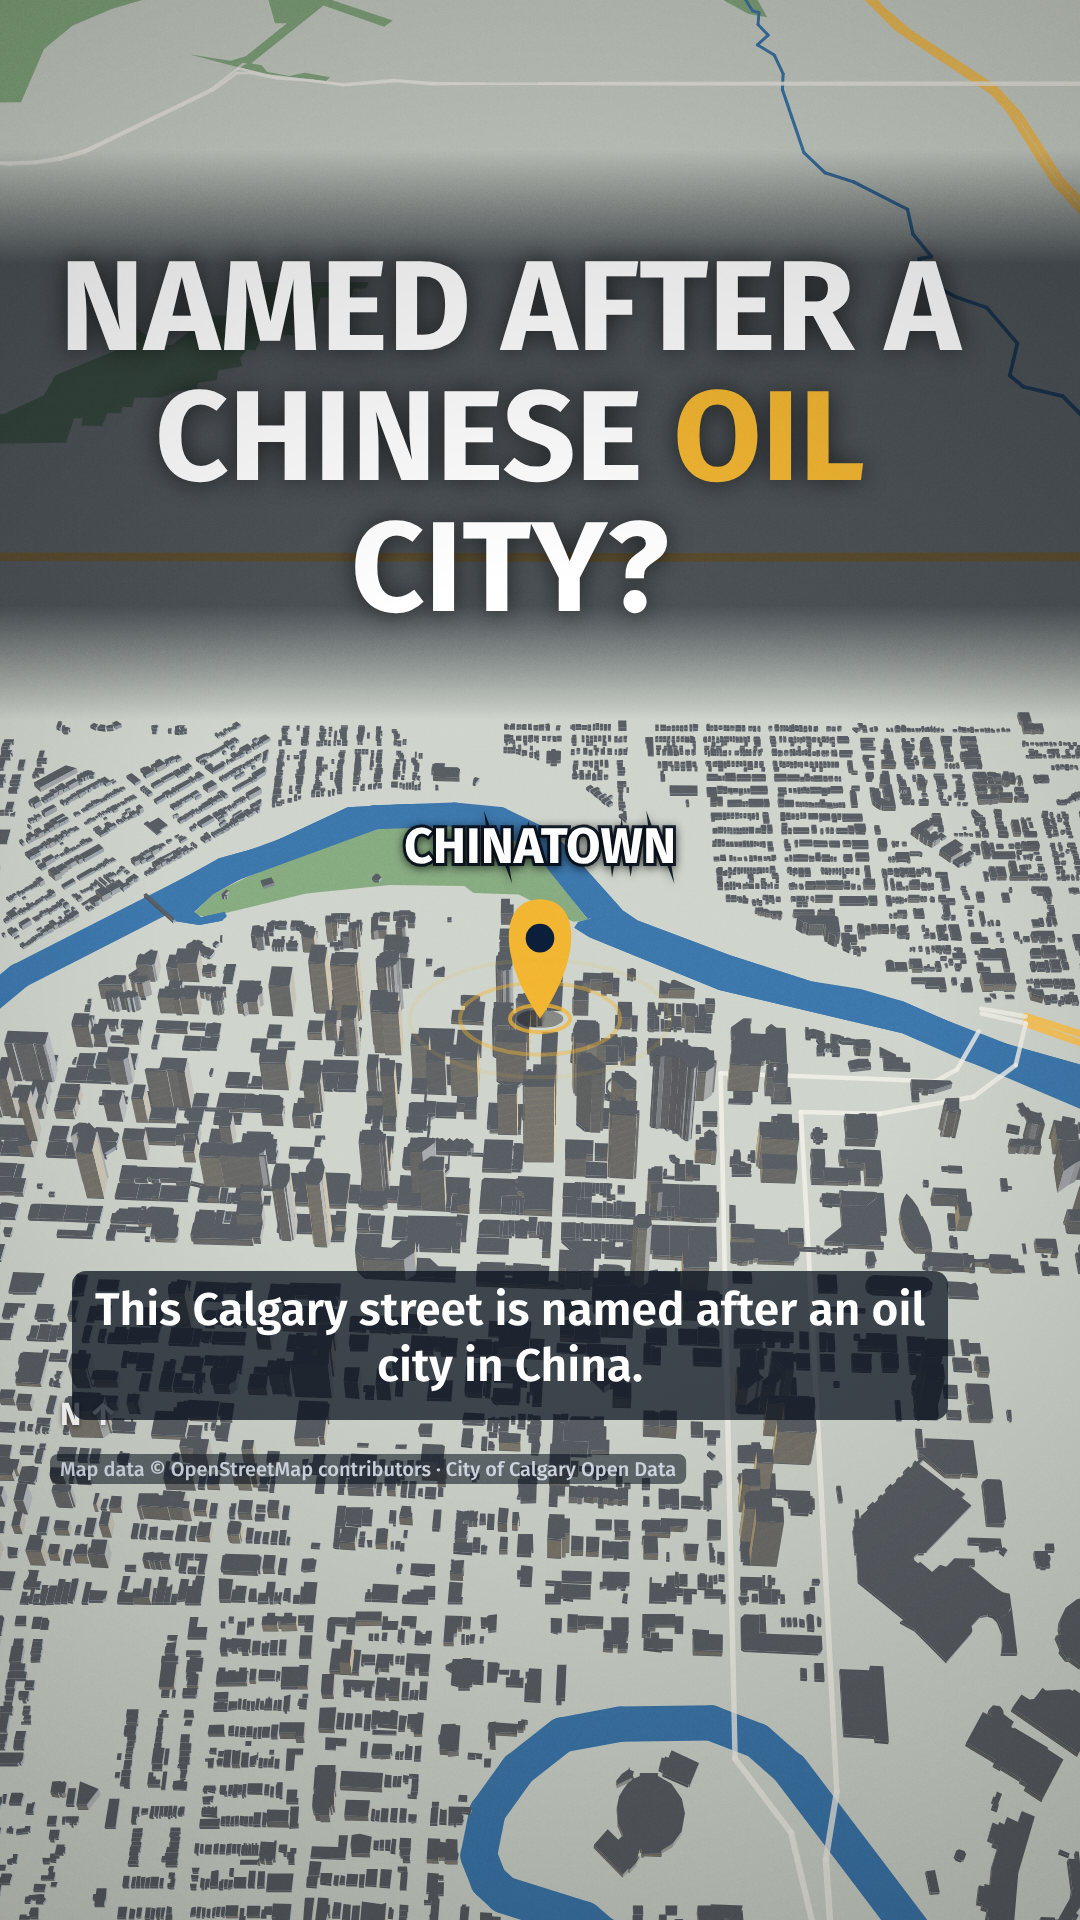 NAMED AFTER A
CHINESE OIL
CITY?
CHINATOWN
This Calgary street is named after an oil
city in China.
N ↑
Map data © OpenStreetMap contributors · City of Calgary Open Data